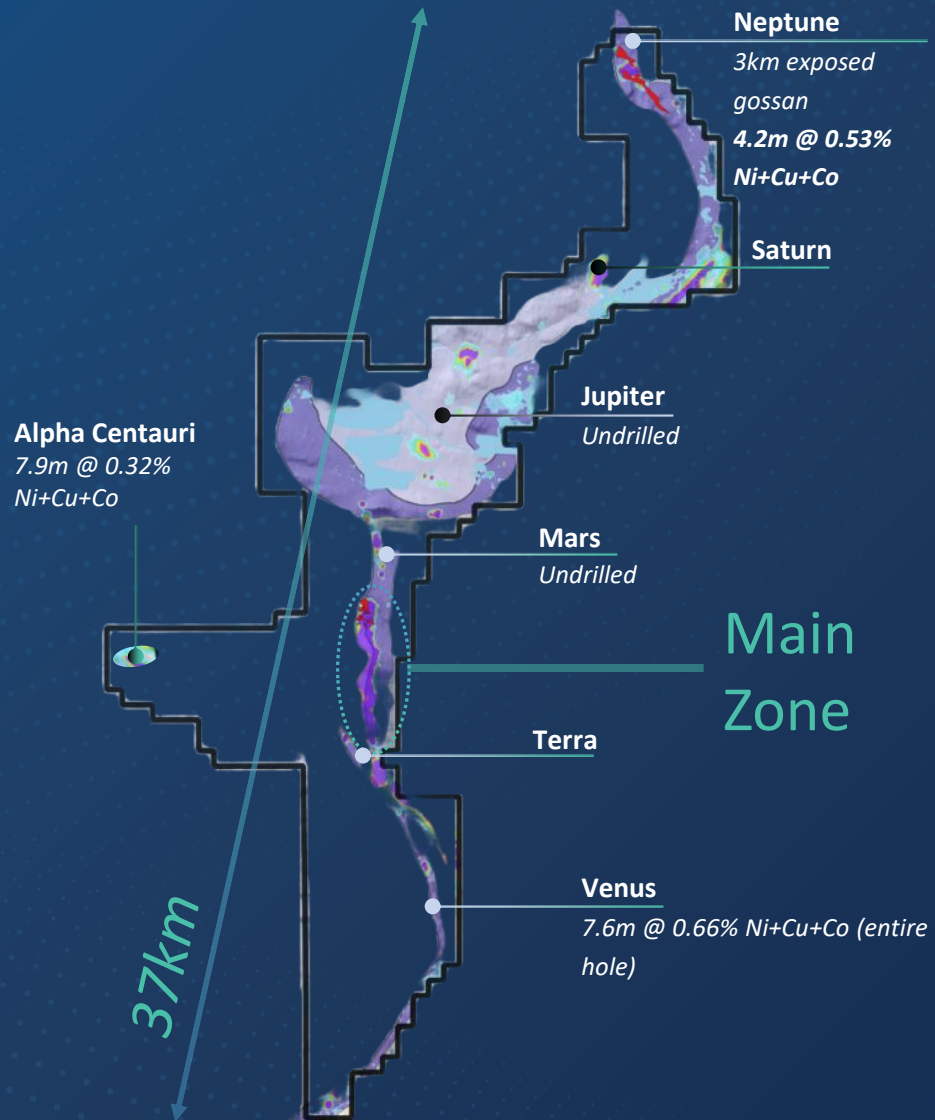 Neptune
3km exposed
gossan
4.2m @ 0.53%
Ni+Cu+Co
Saturn
Jupiter
Undrilled
Alpha Centauri
7.9m @ 0.32%
Ni+Cu+Co
Mars
Undrilled
Main
Zone
Terra
Venus
7.6m @ 0.66% Ni+Cu+Co (entire
hole)
37km